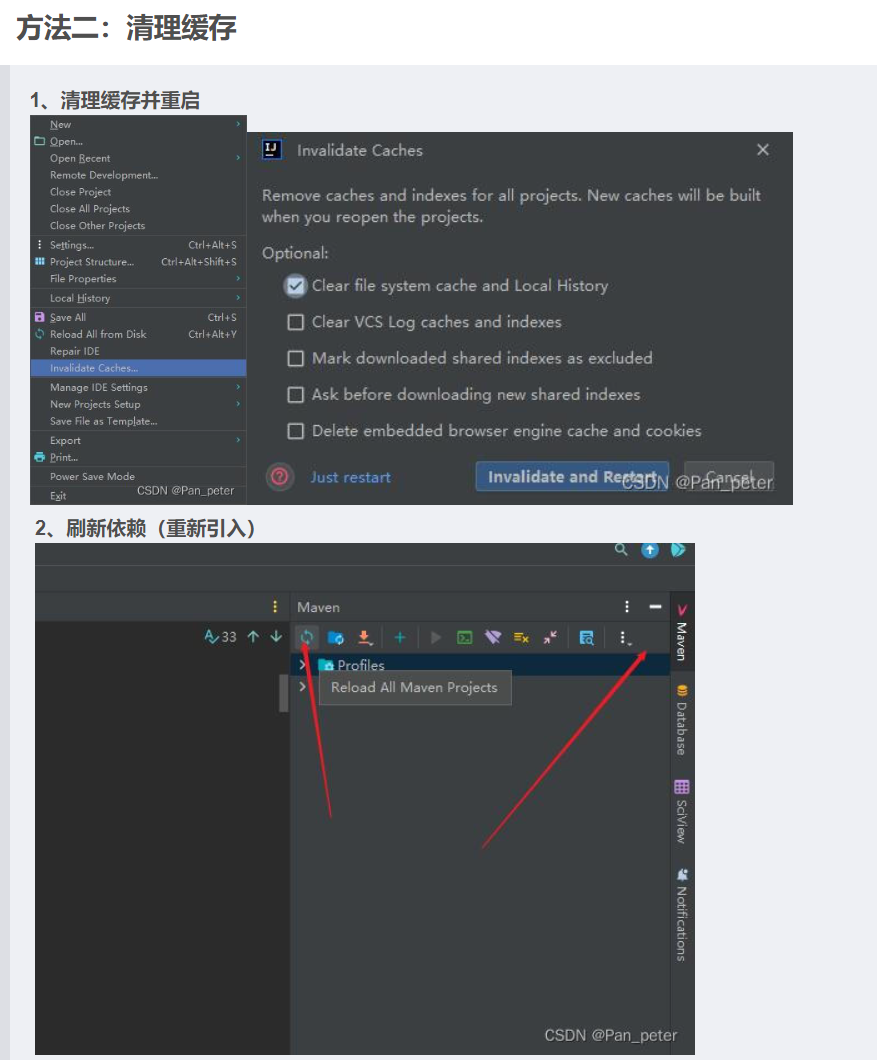 方法二：清理缓存
1、清理缓存并重启
New
Open...
Open Recent
Remote Development...
Close Project
Close All Projects
Close Other Projects
Settings... Ctrl+Alt+S
Project Structure... Ctrl+Alt+Shift+S
File Properties
Local History
Save All Ctrl+S
Reload All from Disk Ctrl+Alt+Y
Repair IDE
Invalidate Caches...
Manage IDE Settings
New Projects Setup
Save File as Template...
Export
Print...
Power Save Mode
Exit
CSDN @Pan_peter
IJ
Invalidate Caches
Remove caches and indexes for all projects. New caches will be built
when you reopen the projects.
Optional:
Clear file system cache and Local History
Clear VCS Log caches and indexes
Mark downloaded shared indexes as excluded
Ask before downloading new shared indexes
Delete embedded browser engine cache and cookies
? Just restart Invalidate and Restart Cancel
CSDN @Pan_peter
2、刷新依赖（重新引入）
Maven
33
Profiles
Reload All Maven Projects
Maven
Database
SciView
Notifications
CSDN @Pan_peter